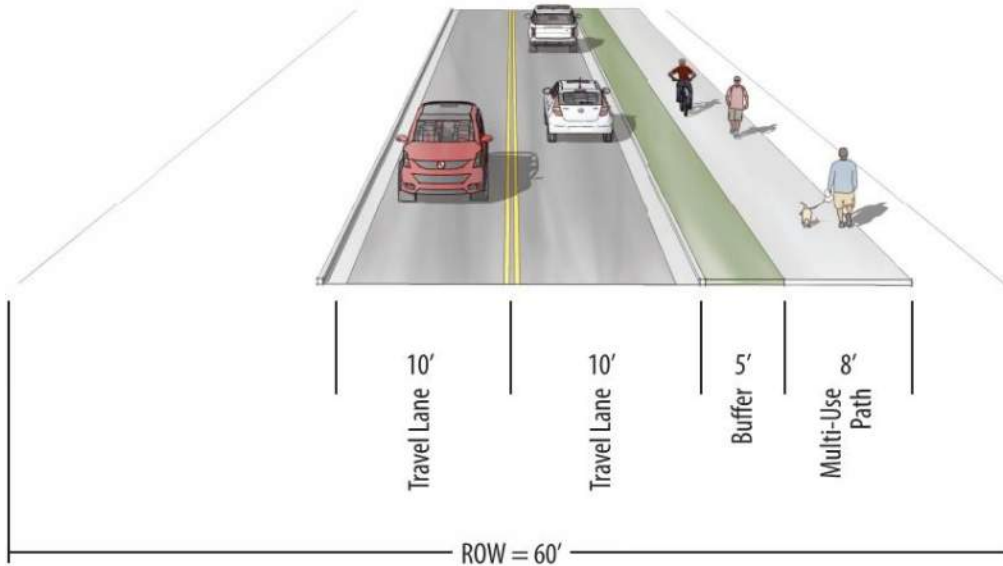 10′
Travel Lane
10′
Travel Lane
5′
Buffer
8′
Multi-Use
Path
ROW = 60′